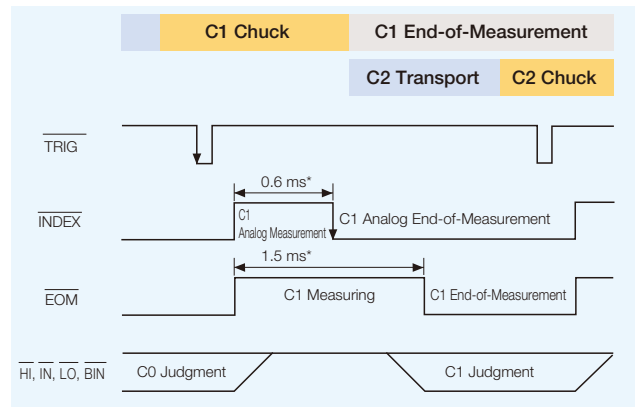 C1 Chuck C1 End-of-Measurement
C2 Transport C2 Chuck
TRIG
0.6 ms*
INDEX C1 C1 Analog End-of-Measurement
Analog Measurement
1.5 ms*
EOM C1 Measuring C1 End-of-Measurement
HI, IN, LO, BIN C0 Judgment C1 Judgment